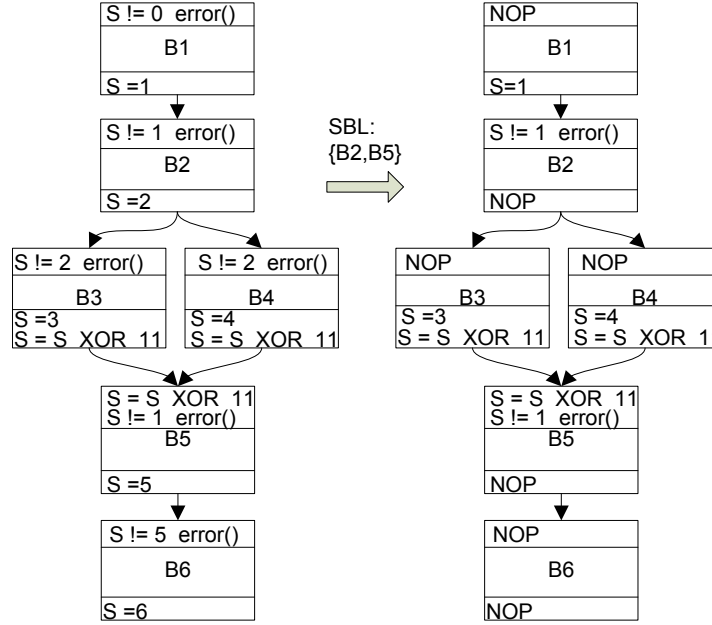 S != 0 error()
B1
S =1
S != 1 error()
B2
S =2
S != 2 error()
B3
S =3
S = S XOR 11
S != 2 error()
B4
S =4
S = S XOR 11
S = S XOR 11
S != 1 error()
B5
S =5
S != 5 error()
B6
S =6
SBL:
{B2,B5}
NOP
B1
S=1
S != 1 error()
B2
NOP
NOP
B3
S =3
S = S XOR 11
NOP
B4
S =4
S = S XOR 1
S = S XOR 11
S != 1 error()
B5
NOP
NOP
B6
NOP